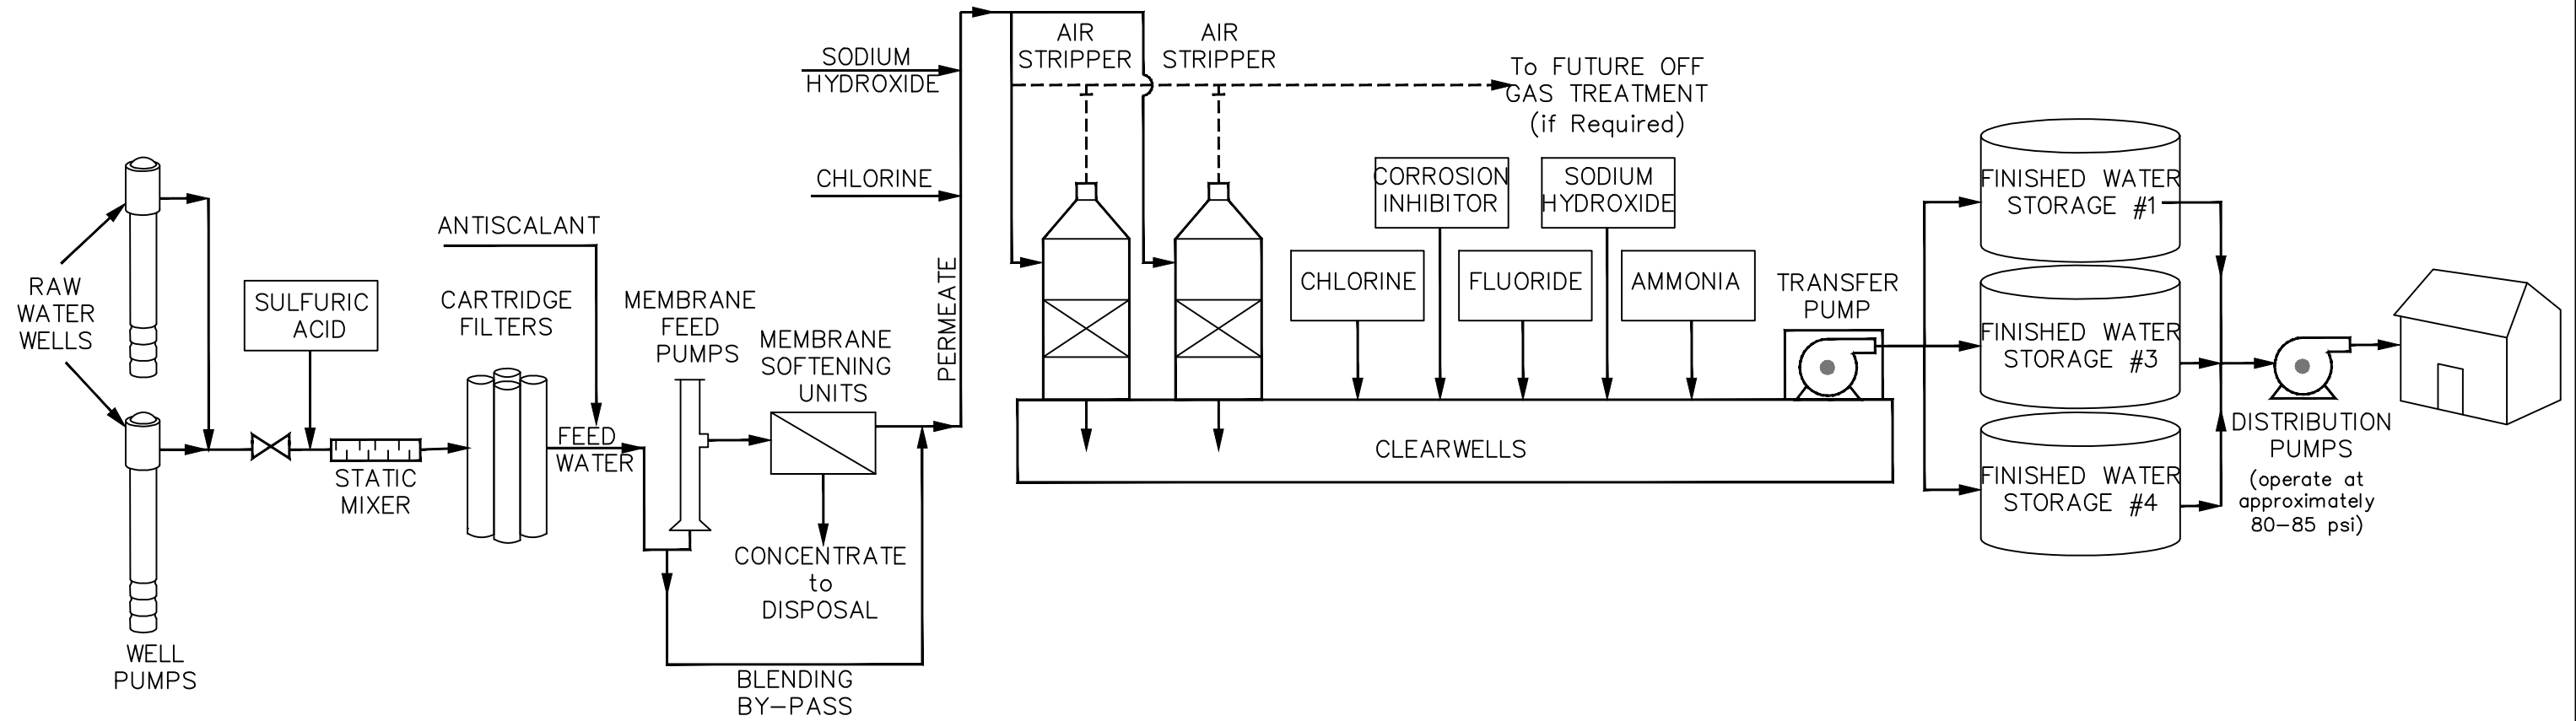 RAW
WATER
WELLS
WELL
PUMPS
SULFURIC
ACID
STATIC
MIXER
ANTISCALANT
CARTRIDGE
FILTERS
FEED
WATER
MEMBRANE
FEED
PUMPS
MEMBRANE
SOFTENING
UNITS
CONCENTRATE
to
DISPOSAL
BLENDING
BY-PASS
PERMEATE
SODIUM
HYDROXIDE
CHLORINE
AIR
STRIPPER
AIR
STRIPPER
To FUTURE OFF
GAS TREATMENT
(if Required)
CHLORINE
CORROSION
INHIBITOR
FLUORIDE
SODIUM
HYDROXIDE
AMMONIA
CLEARWELLS
TRANSFER
PUMP
FINISHED WATER
STORAGE #1
FINISHED WATER
STORAGE #3
FINISHED WATER
STORAGE #4
DISTRIBUTION
PUMPS
(operate at
approximately
80-85 psi)